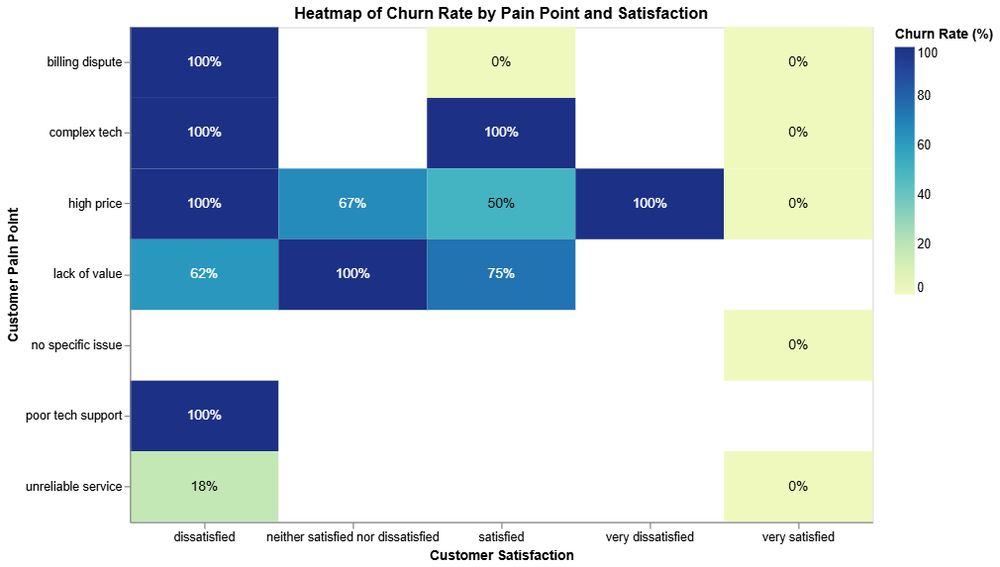 Heatmap of Churn Rate by Pain Point and Satisfaction
Churn Rate (%)
100
80
60
40
20
0
Customer Pain Point
billing dispute 100% 0% 0%
complex tech 100% 100% 0%
high price 100% 67% 50% 100% 0%
lack of value 62% 100% 75%
no specific issue 0%
poor tech support 100%
unreliable service 18% 0%
dissatisfied neither satisfied nor dissatisfied satisfied very dissatisfied very satisfied
Customer Satisfaction